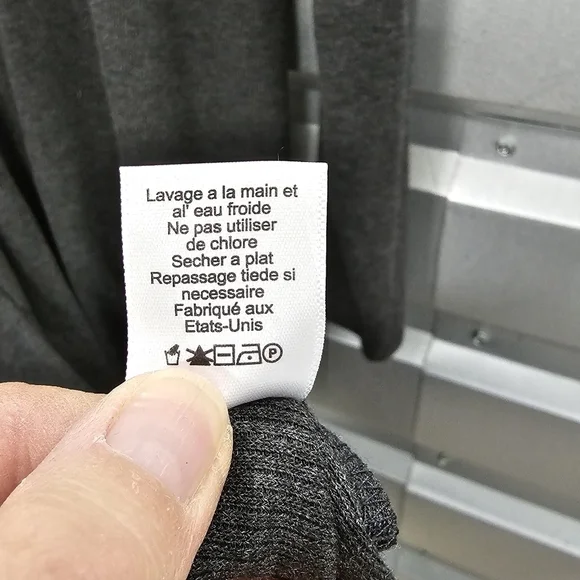 Lavage a la main et
al' eau froide
Ne pas utiliser
de chlore
Secher a plat
Repassage tiede si
necessaire
Fabriqué aux
Etats-Unis
P